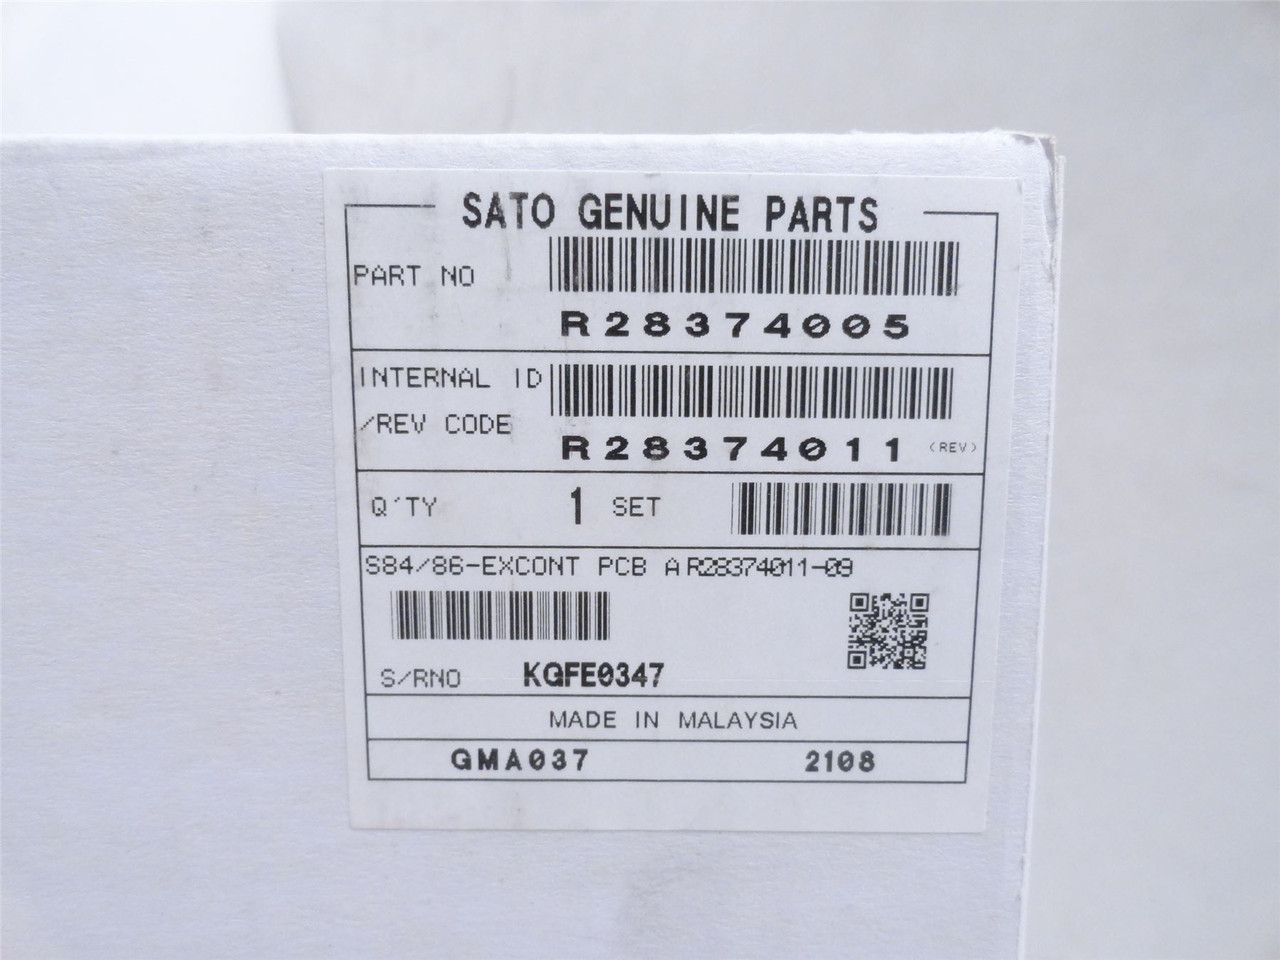 SATO GENUINE PARTS
PART NO
R28374005
INTERNAL ID
/REV CODE
R28374011 (REV)
Q'TY 1 SET
S84/86-EXCONT PCB A R28374011-09
S/RNO KQFE0347
MADE IN MALAYSIA
GMA037 2108